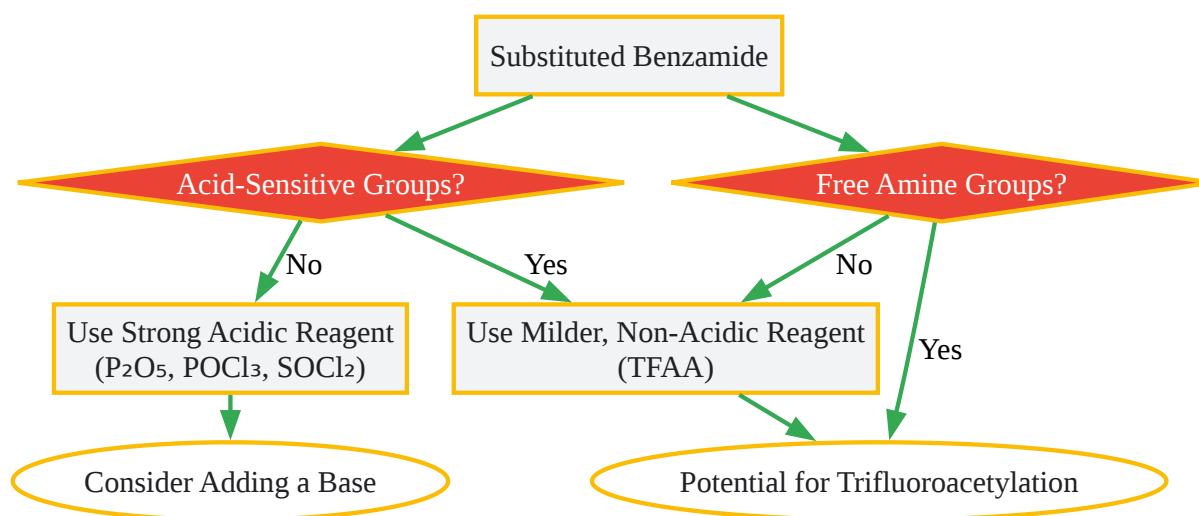 Substituted Benzamide
Acid-Sensitive Groups?
Free Amine Groups?
No
Yes
No
Use Strong Acidic Reagent
(P₂O₅, POCl₃, SOCl₂)
Use Milder, Non-Acidic Reagent
(TFAA)
Yes
Consider Adding a Base
Potential for Trifluoroacetylation